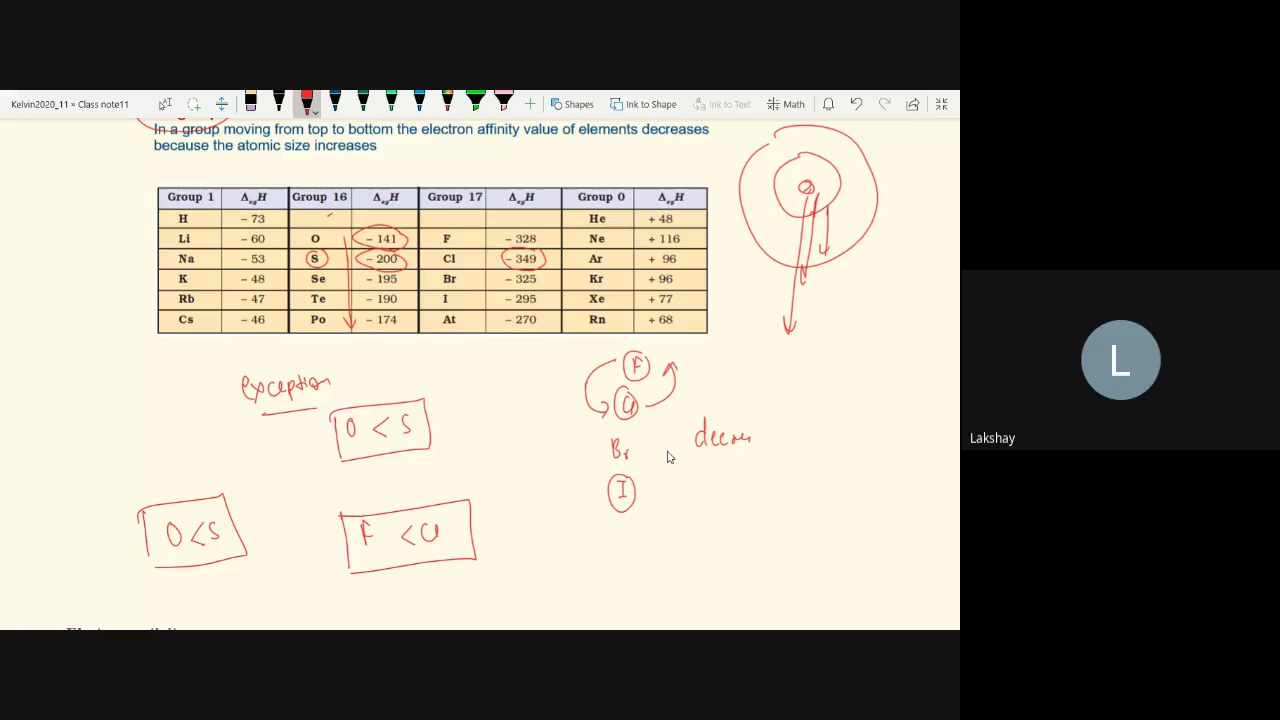 Kelvin2020_11 » Class note11
Shapes Ink to Shape Ink to Text Math
In a group moving from top to bottom the electron affinity value of elements decreases
because the atomic size increases
Group 1 ΔegH Group 16 ΔegH Group 17 ΔegH Group 0 ΔegH
H – 73 He + 48
Li – 60 O – 141 F – 328 Ne + 116
Na – 53 S – 200 Cl – 349 Ar + 96
K – 48 Se – 195 Br – 325 Kr + 96
Rb – 47 Te – 190 I – 295 Xe + 77
Cs – 46 Po – 174 At – 270 Rn + 68
exception
O < S
F
Cl
Br
I
O < S
F < Cl
L
Lakshay